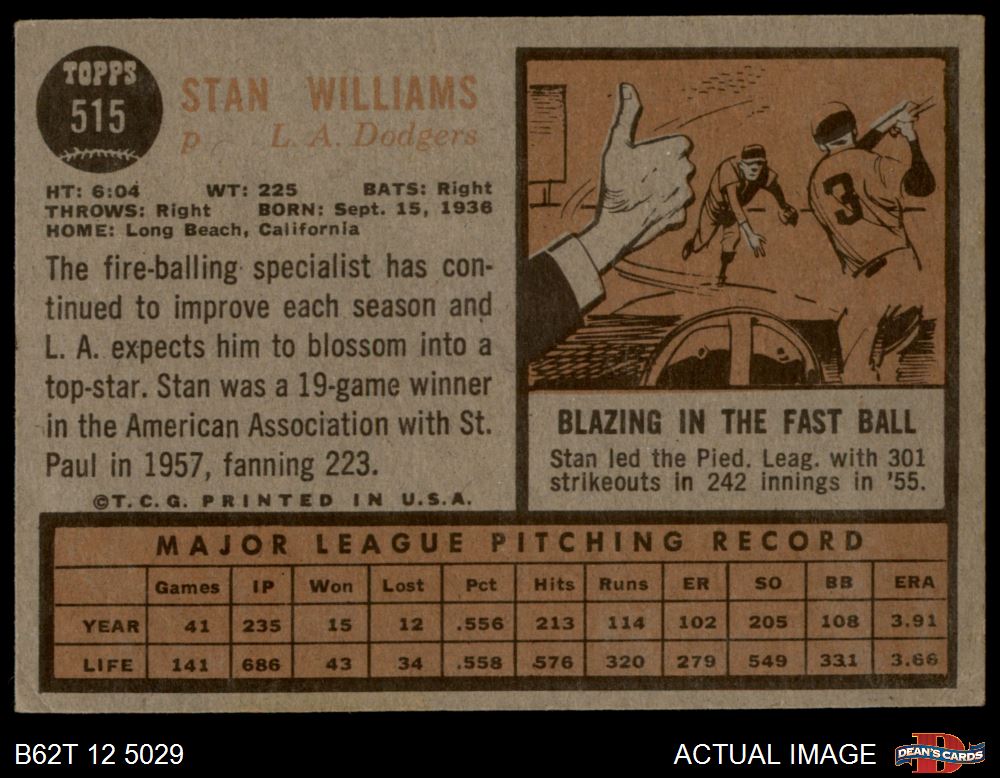 TOPPS
515
STAN WILLIAMS
p L. A. Dodgers
HT: 6:04 WT: 225 BATS: Right
THROWS: Right BORN: Sept. 15, 1936
HOME: Long Beach, California
The fire-balling specialist has con-
tinued to improve each season and
L. A. expects him to blossom into a
top-star. Stan was a 19-game winner
in the American Association with St.
Paul in 1957, fanning 223.
©T.C.G. PRINTED IN U.S.A.
3
BLAZING IN THE FAST BALL
Stan led the Pied. Leag. with 301
strikeouts in 242 innings in '55.
MAJOR LEAGUE PITCHING RECORD
Games IP Won Lost Pct Hits Runs ER SO BB ERA
YEAR 41 235 15 12 .556 213 114 102 205 108 3.91
LIFE 141 686 43 34 .558 576 320 279 549 331 3.66
B62T 12 5029 ACTUAL IMAGE DEAN'S CARDS